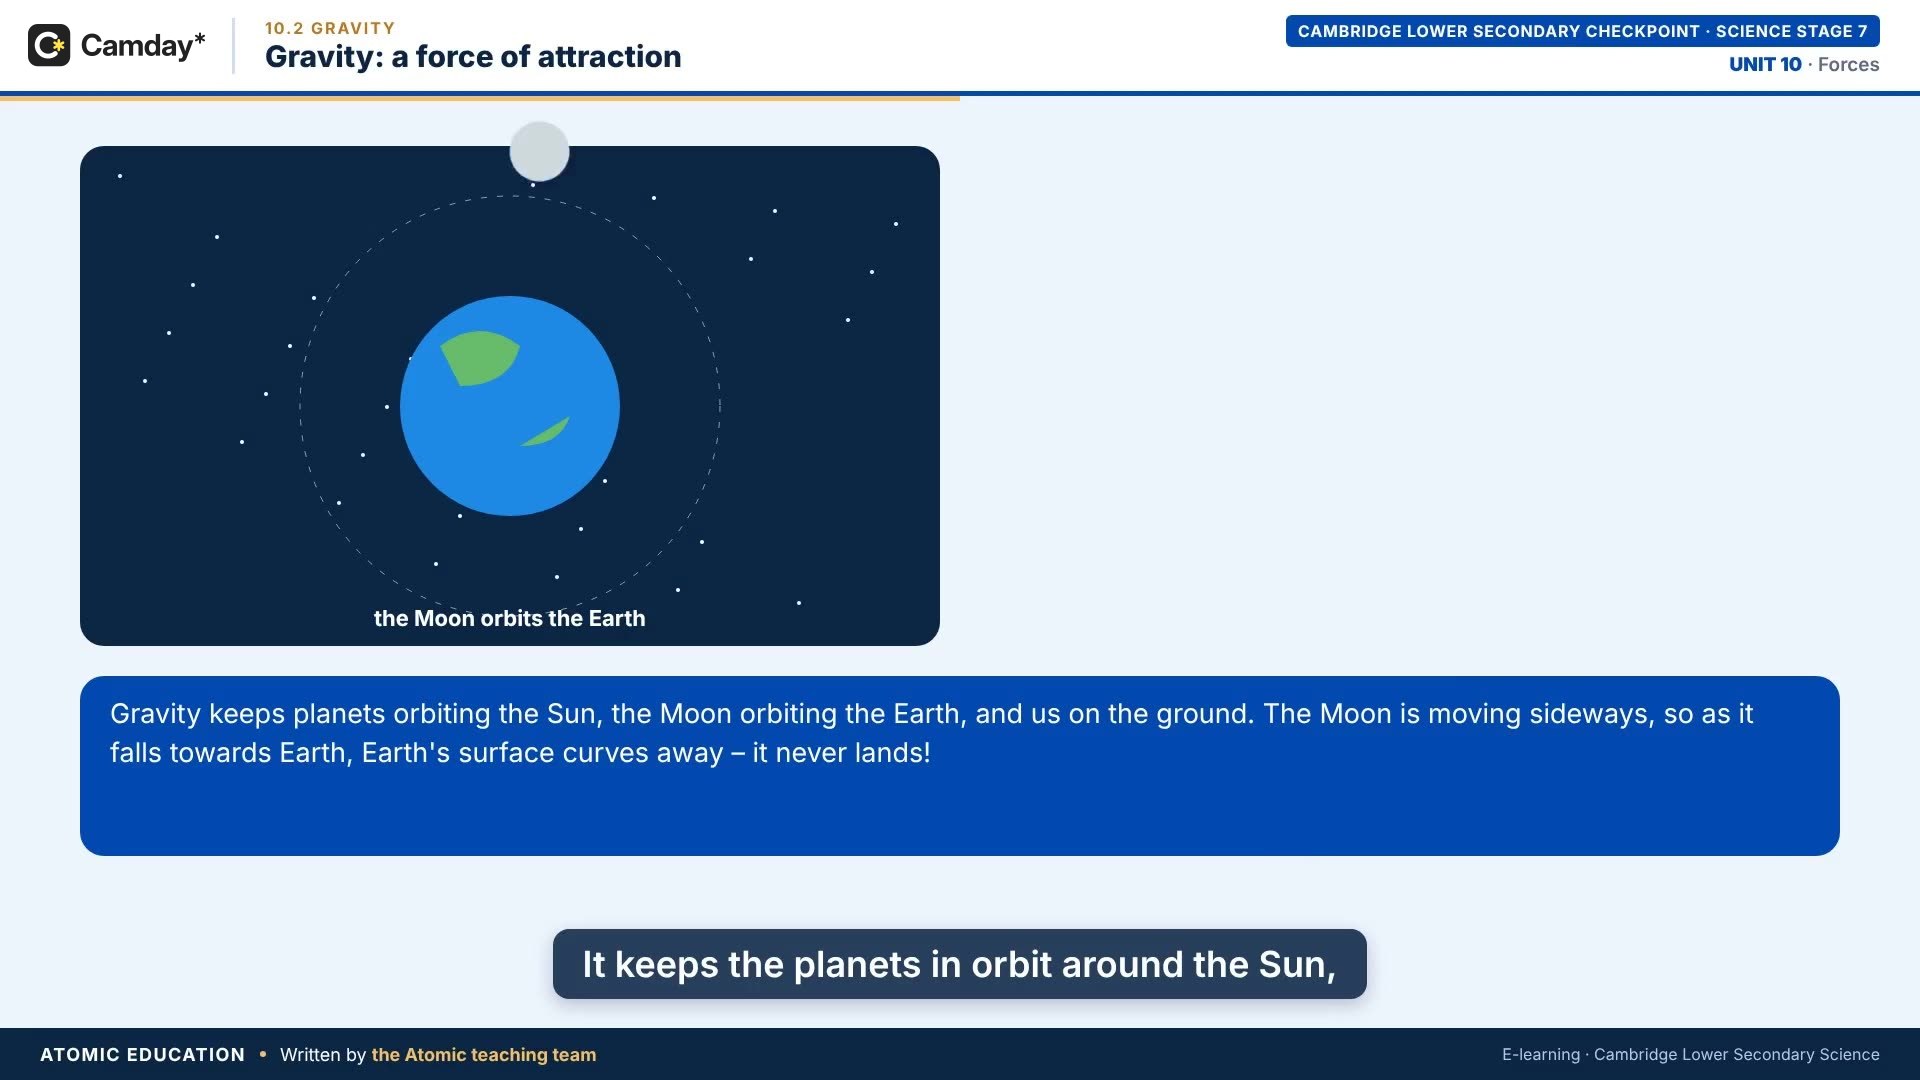 Camday*
10.2 GRAVITY
Gravity: a force of attraction
CAMBRIDGE LOWER SECONDARY CHECKPOINT · SCIENCE STAGE 7
UNIT 10 · Forces
the Moon orbits the Earth
Gravity keeps planets orbiting the Sun, the Moon orbiting the Earth, and us on the ground. The Moon is moving sideways, so as it
falls towards Earth, Earth's surface curves away – it never lands!
It keeps the planets in orbit around the Sun,
ATOMIC EDUCATION • Written by the Atomic teaching team
E-learning · Cambridge Lower Secondary Science